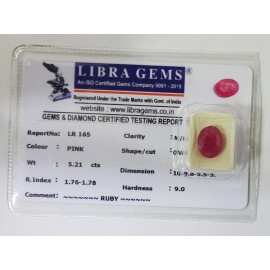 LIBRA GEMS®
An ISO Certified Gems Company 9001 - 2015
Registered Under the Trade Marks with Govt. of India
website : www.libragems.co.in
GEMS & DIAMOND CERTIFIED TESTING REPORT
ReportNo: LR 165 Clarity
Colour : PINK Shape/cut
Wt : 5.21 cts Dimension
R.index : 1.76-1.78 Hardness : 9.0
Comment ~~~~~~ RUBY ~~~~~~